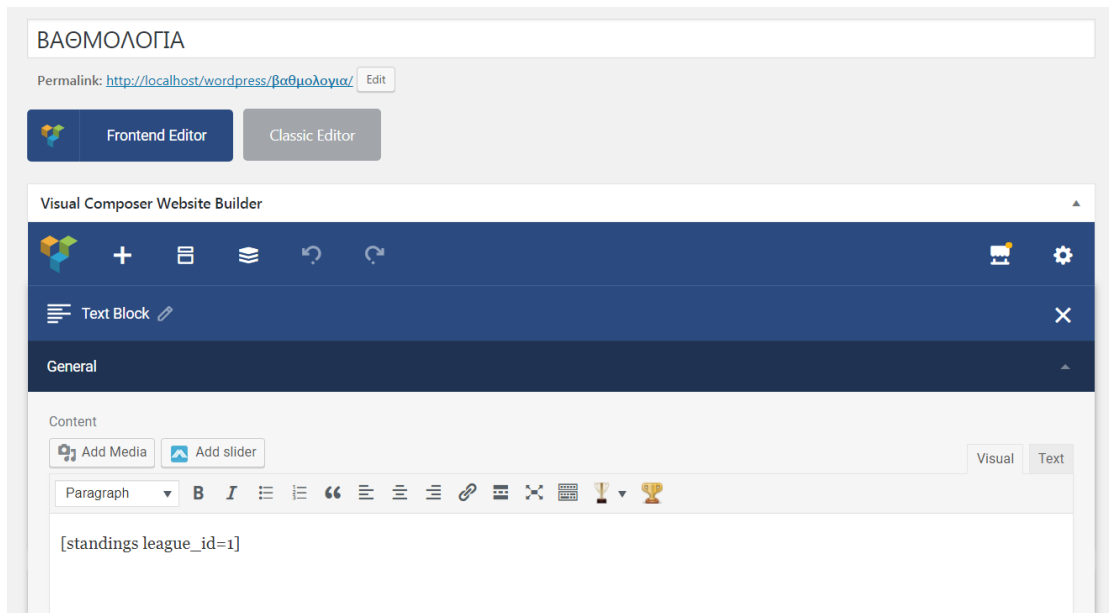 ΒΑΘΜΟΛΟΓΙΑ
Permalink: http://localhost/wordpress/βαθμολογια/ Edit
Frontend Editor Classic Editor
Visual Composer Website Builder
Text Block
General
Content
Add Media Add slider Visual Text
Paragraph B I
[standings league_id=1]